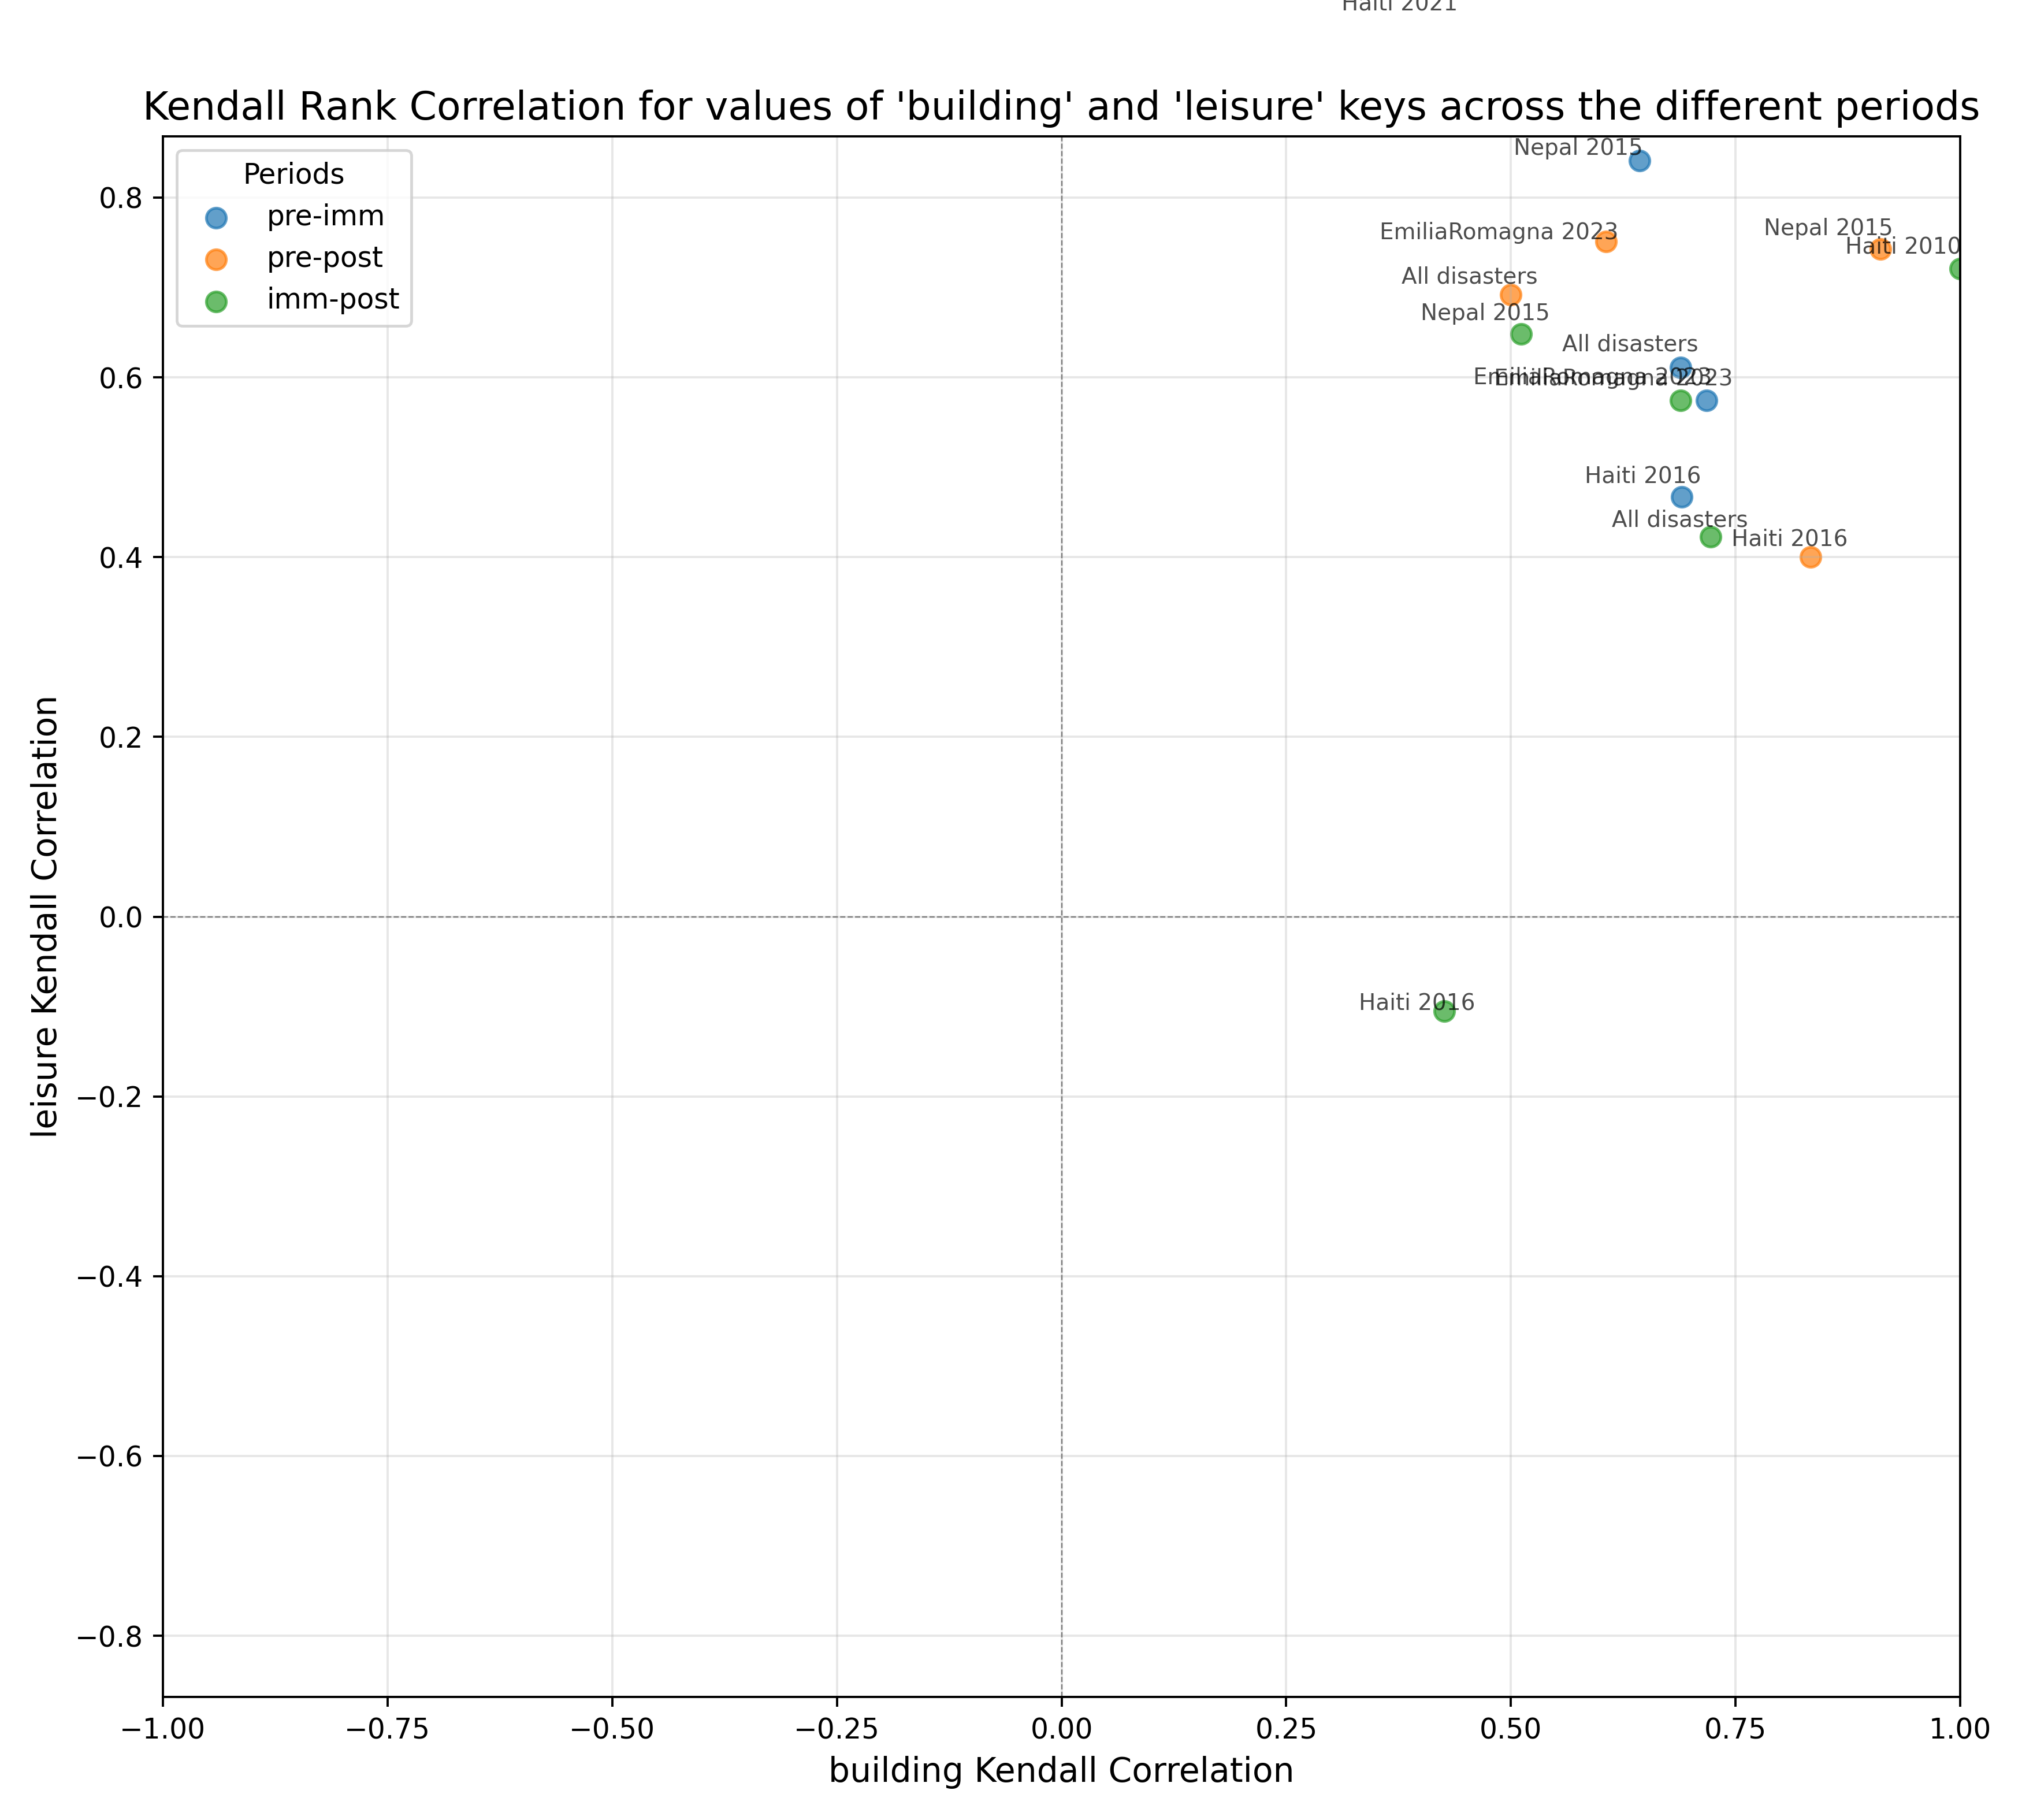 Haiti 2021
Kendall Rank Correlation for values of 'building' and 'leisure' keys across the different periods
Periods
pre-imm
pre-post
imm-post
Nepal 2015
EmiliaRomagna 2023
Nepal 2015
Haiti 2010
All disasters
Nepal 2015
All disasters
EmiliaRomagna 2023
EmiliaRomagna 2023
Haiti 2016
All disasters
Haiti 2016
Haiti 2016
leisure Kendall Correlation
0.8
0.6
0.4
0.2
0.0
−0.2
−0.4
−0.6
−0.8
−1.00 −0.75 −0.50 −0.25 0.00 0.25 0.50 0.75 1.00
building Kendall Correlation